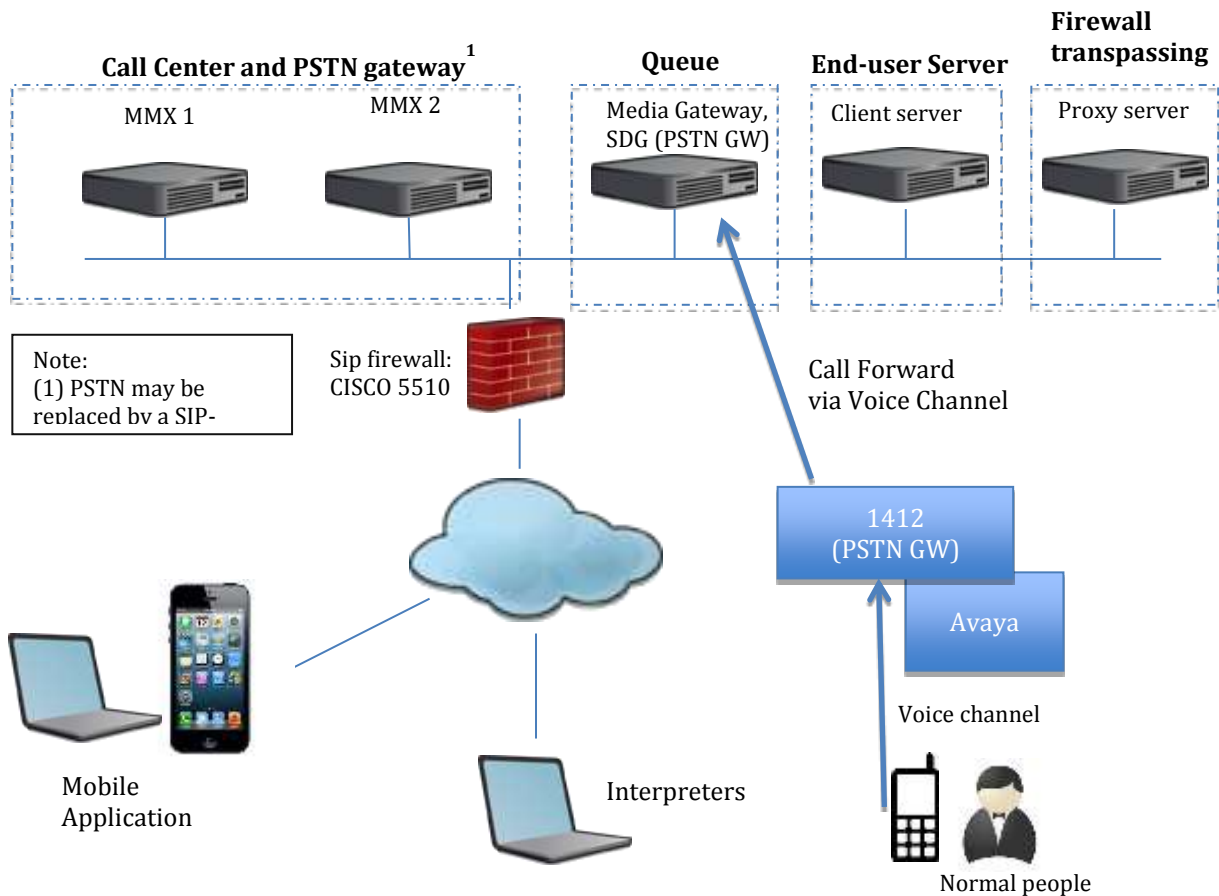 Firewall
transpassing
Call Center and PSTN gateway1
Queue
End-user Server
MMX 1
MMX 2
Media Gateway,
SDG (PSTN GW)
Client server
Proxy server
Note:
(1) PSTN may be
replaced by a SIP-
Sip firewall:
CISCO 5510
Call Forward
via Voice Channel
1412
(PSTN GW)
Avaya
Voice channel
Mobile
Application
Interpreters
Normal people